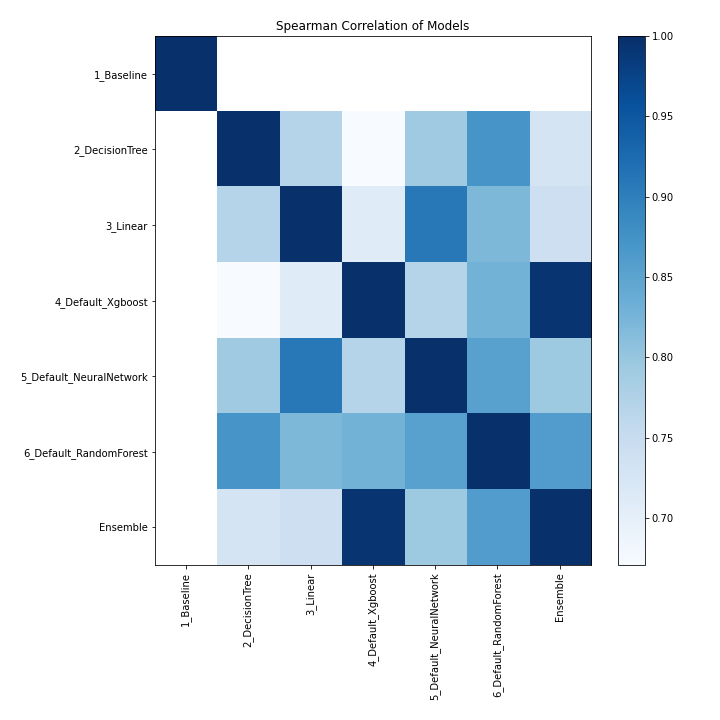 Spearman Correlation of Models
1_Baseline
2_DecisionTree
3_Linear
4_Default_Xgboost
5_Default_NeuralNetwork
6_Default_RandomForest
Ensemble
1_Baseline
2_DecisionTree
3_Linear
4_Default_Xgboost
5_Default_NeuralNetwork
6_Default_RandomForest
Ensemble
1.00
0.95
0.90
0.85
0.80
0.75
0.70